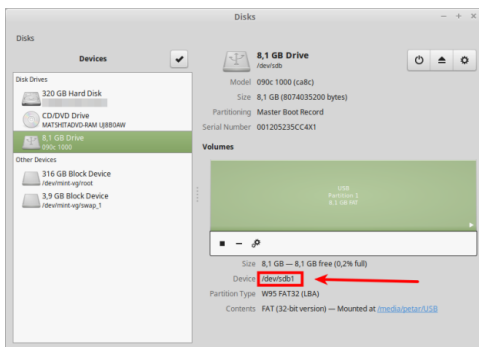 Disks
Disks
Devices
8,1 GB Drive
/dev/sdb
Disk Drives
320 GB Hard Disk
CD/DVD Drive
MATSHITADVD-RAM UJ8B0AW
8,1 GB Drive
090c 1000
Other Devices
316 GB Block Device
/dev/mint-vg/root
3,9 GB Block Device
/dev/mint-vg/swap_1
Model 090c 1000 (ca8c)
Size 8,1 GB (8074035200 bytes)
Partitioning Master Boot Record
Serial Number 001205235CC4X1
Volumes
USB
Partition 1
8,1 GB FAT
Size 8,1 GB — 8,1 GB free (0,2% full)
Device /dev/sdb1
Partition Type W95 FAT32 (LBA)
Contents FAT (32-bit version) — Mounted at /media/petar/USB